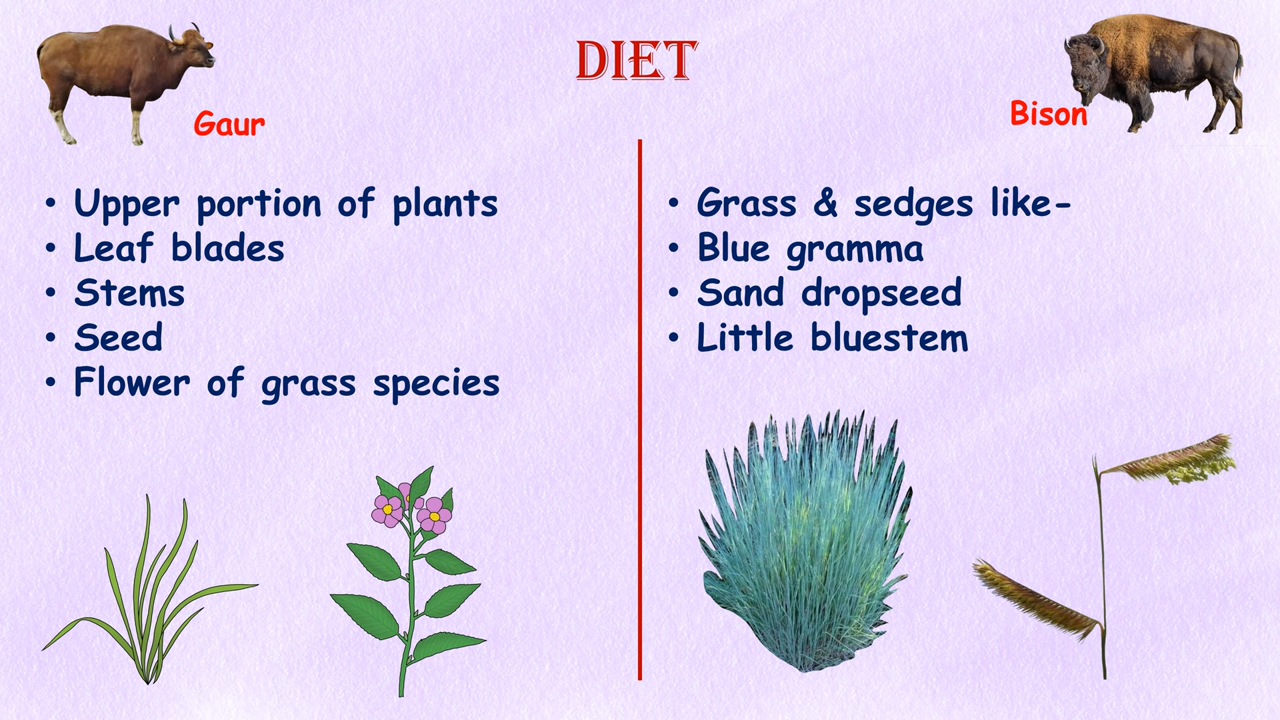 DIET
Gaur
Bison
• Upper portion of plants
• Leaf blades
• Stems
• Seed
• Flower of grass species
• Grass & sedges like-
• Blue gramma
• Sand dropseed
• Little bluestem